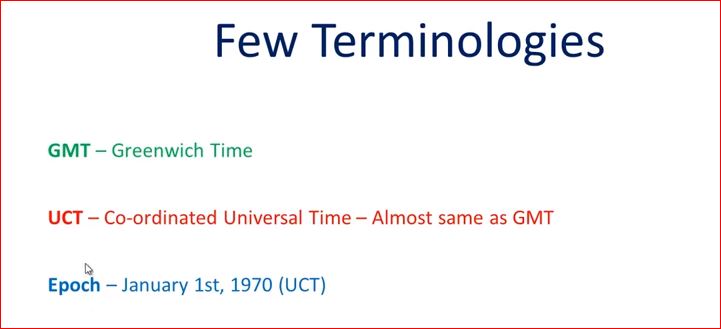 Few Terminologies
GMT – Greenwich Time
UCT – Co-ordinated Universal Time – Almost same as GMT
Epoch – January 1st, 1970 (UCT)